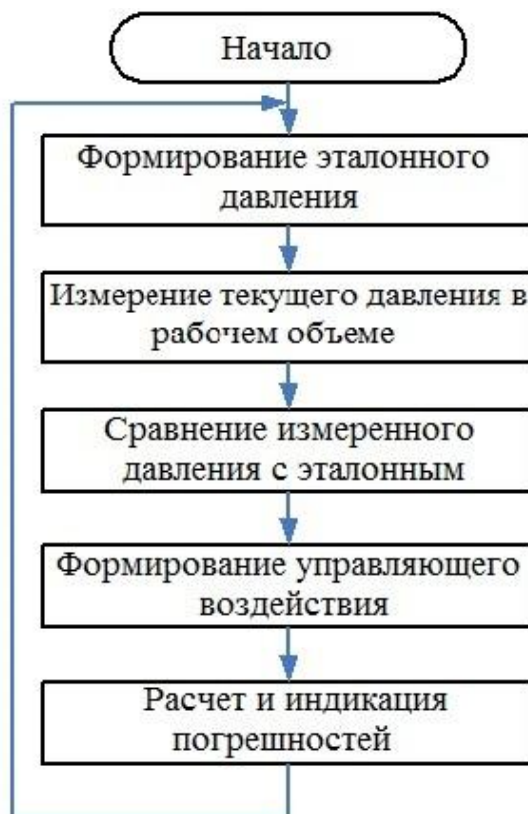 Начало
Формирование эталонного
давления
Измерение текущего давления в
рабочем объеме
Сравнение измеренного
давления с эталонным
Формирование управляющего
воздействия
Расчет и индикация
погрешностей